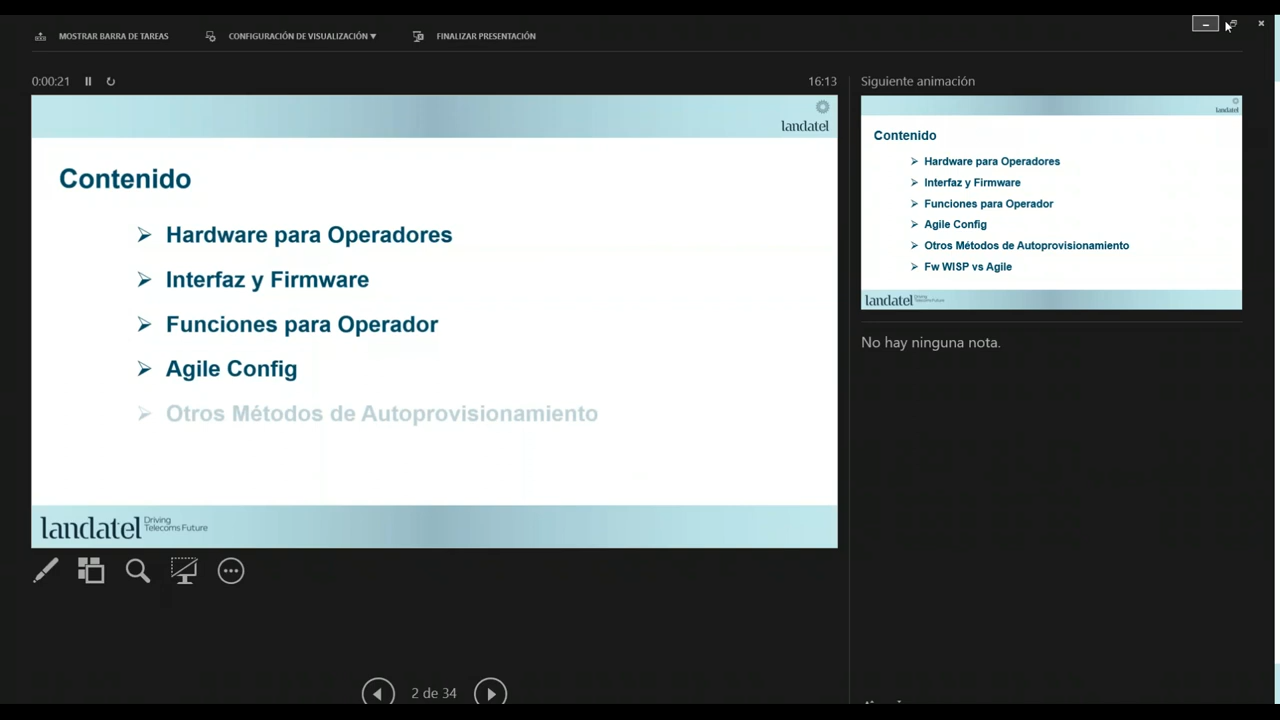 MOSTRAR BARRA DE TAREAS
CONFIGURACIÓN DE VISUALIZACIÓN ▼
FINALIZAR PRESENTACIÓN
0:00:21
16:13
landatel
Contenido
➢ Hardware para Operadores
➢ Interfaz y Firmware
➢ Funciones para Operador
➢ Agile Config
➢ Otros Métodos de Autoprovisionamiento
landatel
Driving
Telecoms Future
2 de 34
Siguiente animación
landatel
Contenido
➢ Hardware para Operadores
➢ Interfaz y Firmware
➢ Funciones para Operador
➢ Agile Config
➢ Otros Métodos de Autoprovisionamiento
➢ Fw WISP vs Agile
landatel
Driving
Telecoms Future
No hay ninguna nota.